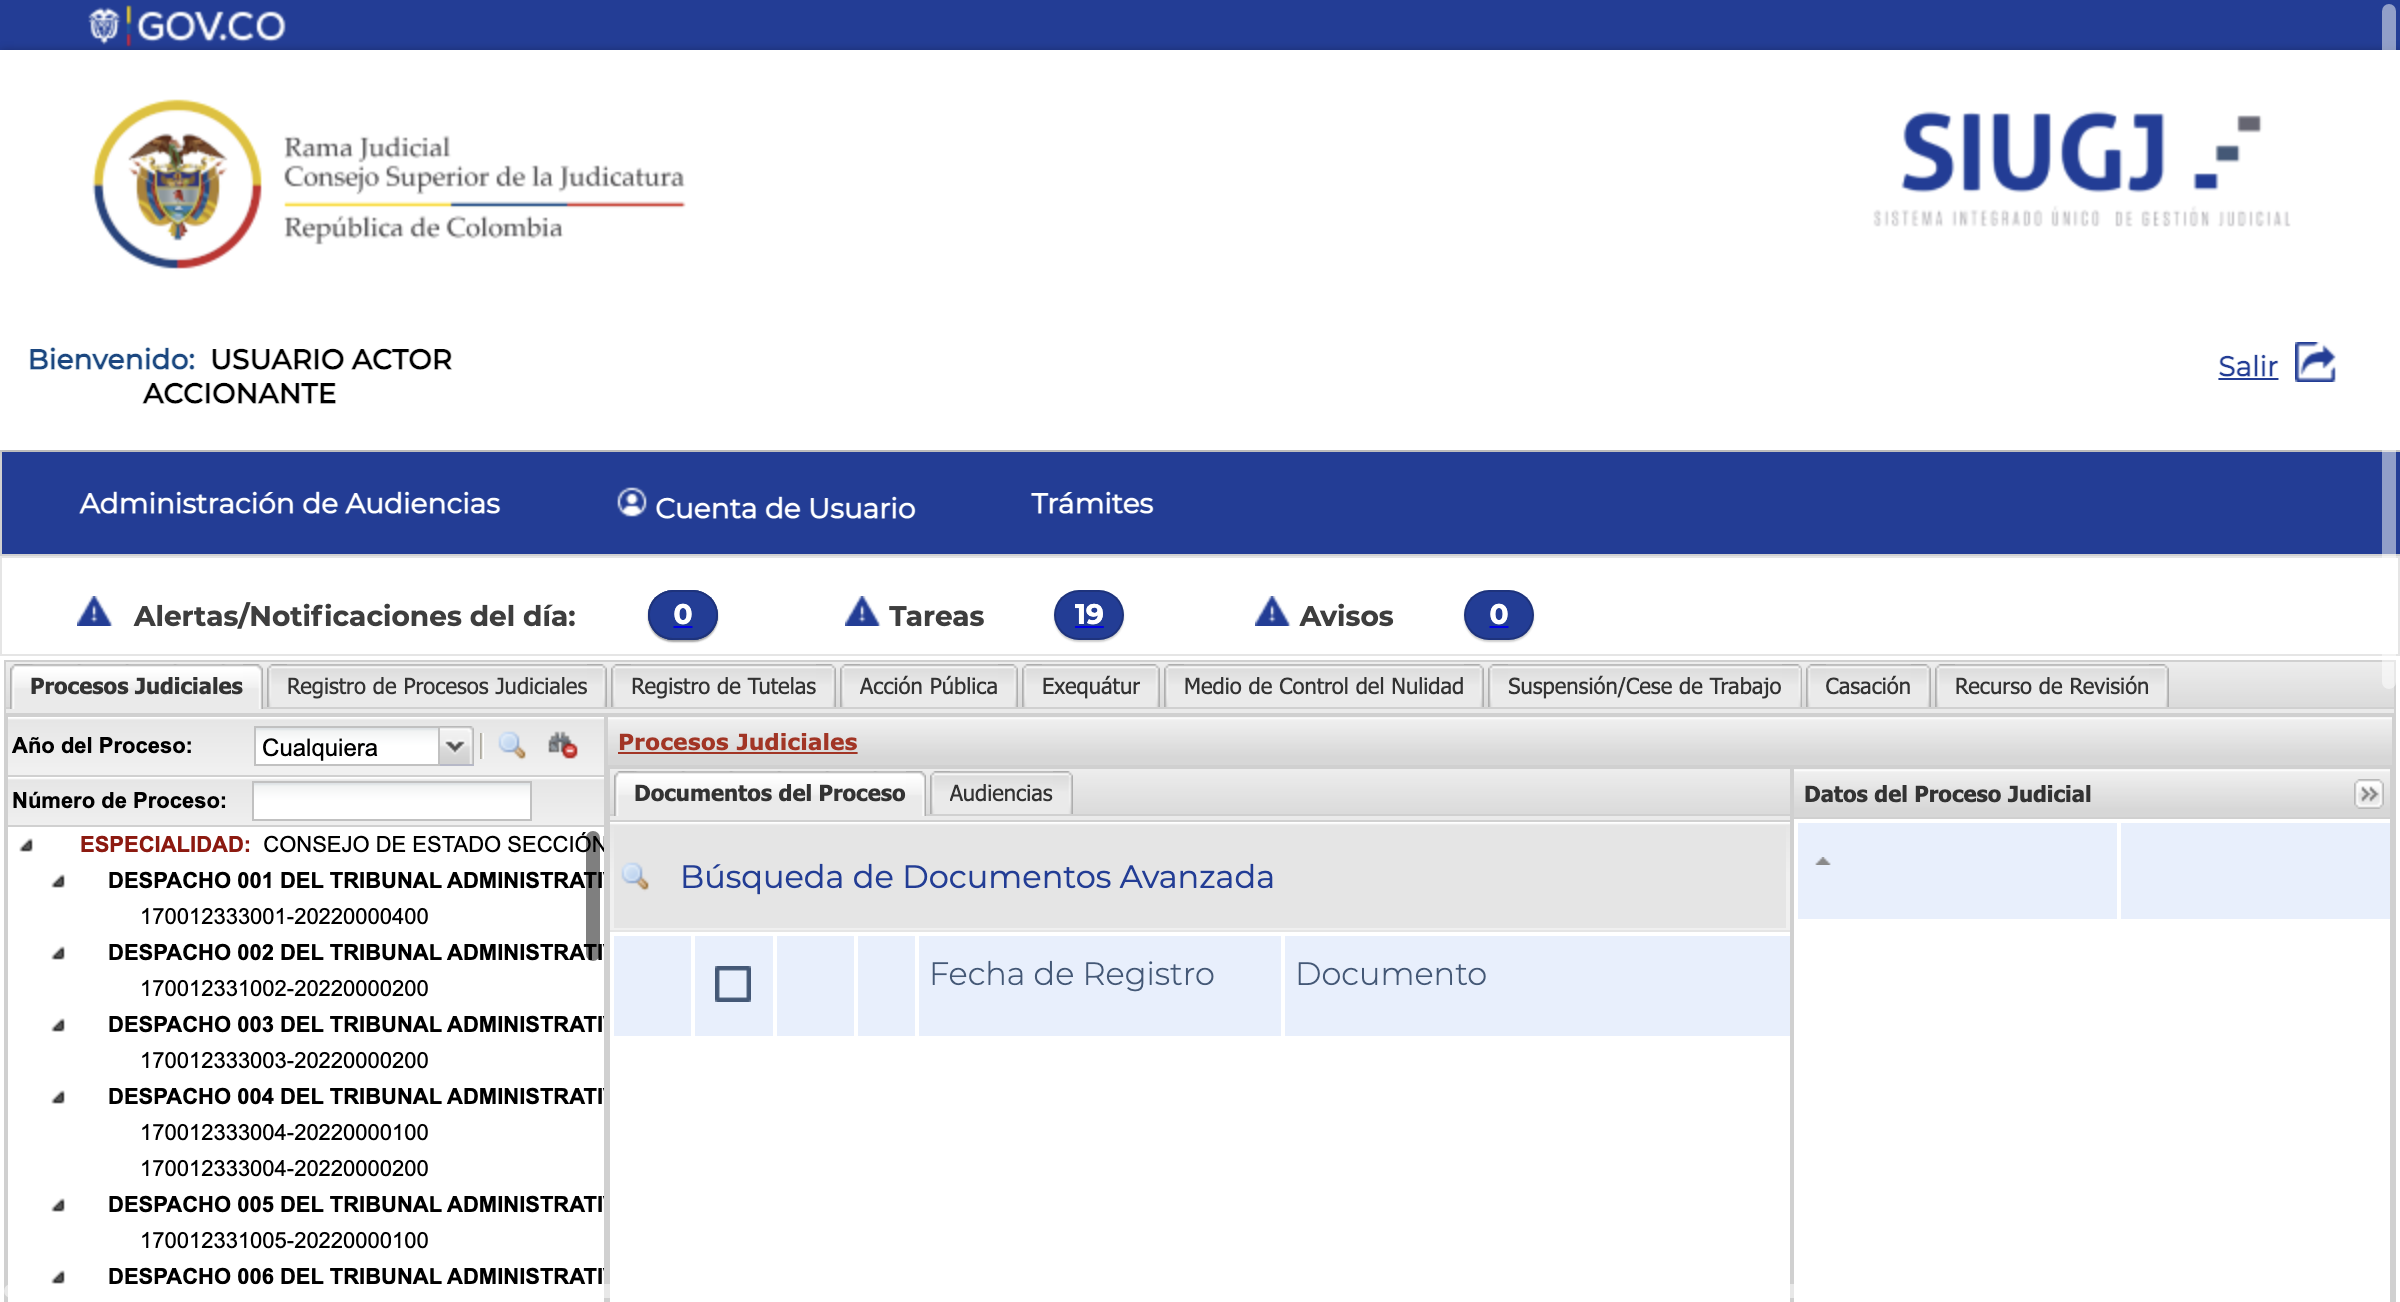 GOV.CO
Rama Judicial
Consejo Superior de la Judicatura
República de Colombia
SIUGJ
SISTEMA INTEGRADO ÚNICO DE GESTIÓN JUDICIAL
Bienvenido: USUARIO ACTOR
ACCIONANTE
Salir
Administración de Audiencias
Cuenta de Usuario
Trámites
Alertas/Notificaciones del día: 0
Tareas 19
Avisos 0
Procesos Judiciales
Registro de Procesos Judiciales
Registro de Tutelas
Acción Pública
Exequátur
Medio de Control del Nulidad
Suspensión/Cese de Trabajo
Casación
Recurso de Revisión
Año del Proceso: Cualquiera
Número de Proceso:
ESPECIALIDAD: CONSEJO DE ESTADO SECCIÓN
DESPACHO 001 DEL TRIBUNAL ADMINISTRATI
170012333001-20220000400
DESPACHO 002 DEL TRIBUNAL ADMINISTRATI
170012331002-20220000200
DESPACHO 003 DEL TRIBUNAL ADMINISTRATI
170012333003-20220000200
DESPACHO 004 DEL TRIBUNAL ADMINISTRATI
170012333004-20220000100
170012333004-20220000200
DESPACHO 005 DEL TRIBUNAL ADMINISTRATI
170012331005-20220000100
DESPACHO 006 DEL TRIBUNAL ADMINISTRATI
Procesos Judiciales
Documentos del Proceso
Audiencias
Búsqueda de Documentos Avanzada
Fecha de Registro
Documento
Datos del Proceso Judicial